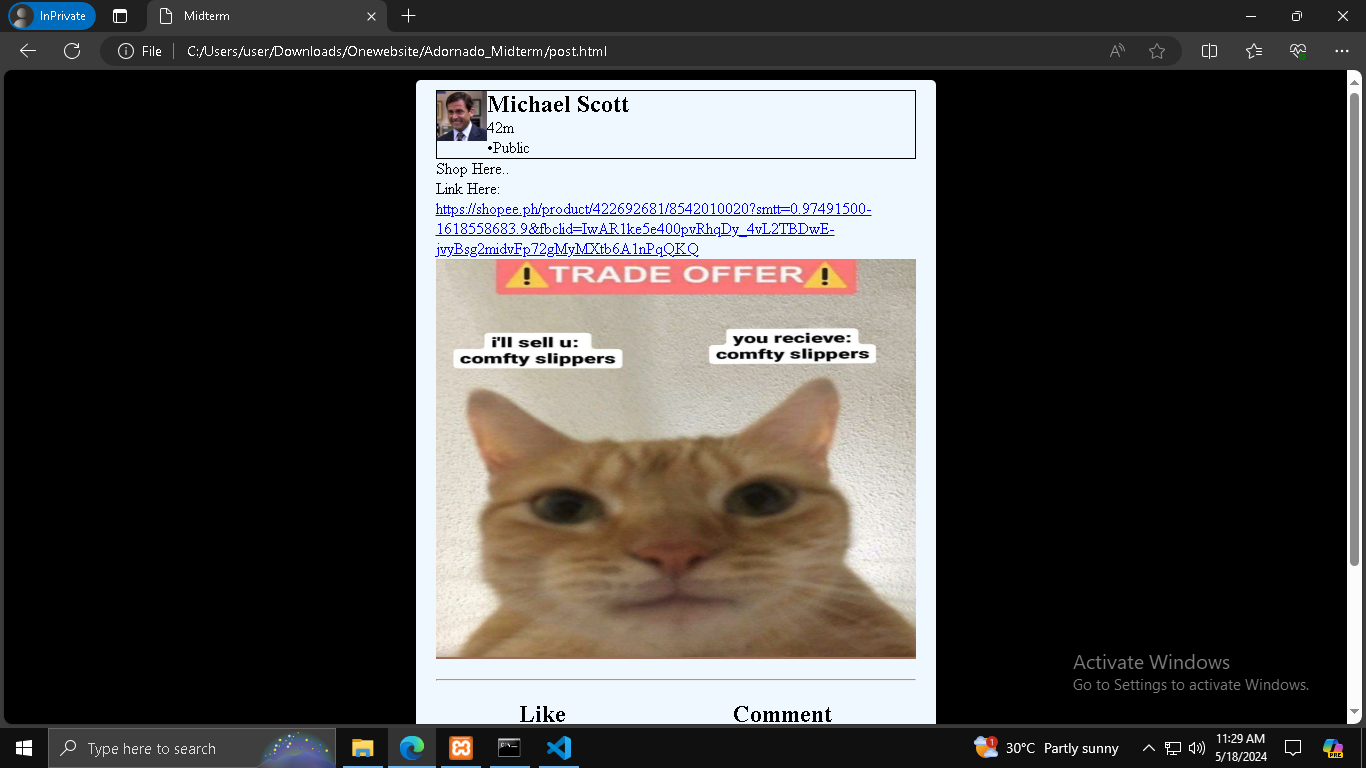 InPrivate
Midterm
File
C:/Users/user/Downloads/Onewebsite/Adornado_Midterm/post.html
Michael Scott
42m
•Public
Shop Here..
Link Here:
https://shopee.ph/product/422692681/8542010020?smtt=0.97491500-
1618558683.9&fbclid=IwAR1ke5e400pvRhqDy_4vL2TBDwE-
jvyBsg2midvFp72gMyMXtb6A1nPqQKQ
TRADE OFFER
i'll sell u:
comfty slippers
you recieve:
comfty slippers
Like
Comment
Activate Windows
Go to Settings to activate Windows.
Type here to search
1
30°C Partly sunny
11:29 AM
5/18/2024
PRE